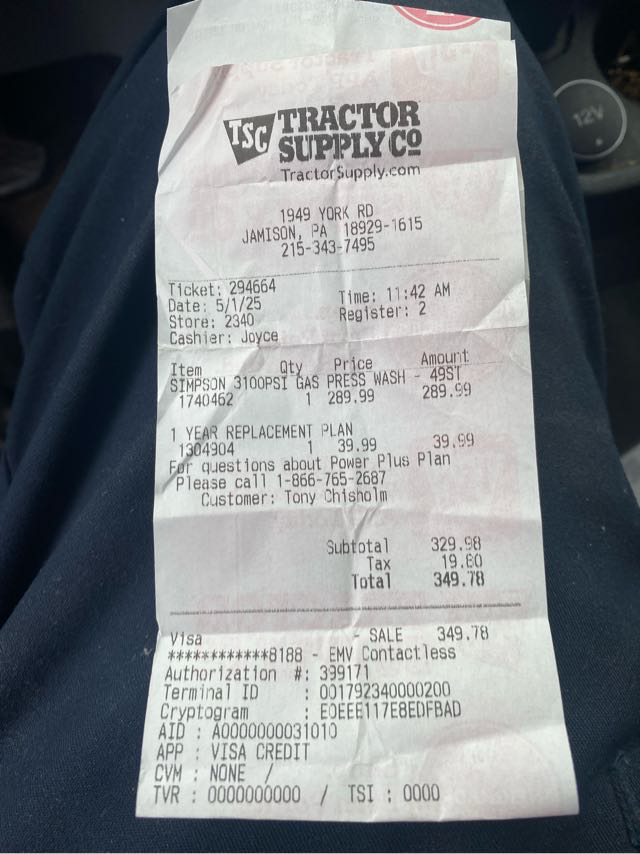 TSC TRACTOR
SUPPLY CO
TractorSupply.com
1949 YORK RD
JAMISON, PA 18929-1615
215-343-7495
Ticket: 294664
Date: 5/1/25 Time: 11:42 AM
Store: 2340 Register: 2
Cashier: Joyce
Item Qty Price Amount
SIMPSON 3100PSI GAS PRESS WASH - 49ST
1740462 1 289.99 289.99
1 YEAR REPLACEMENT PLAN
1304904 1 39.99 39.99
For questions about Power Plus Plan
Please call 1-866-765-2687
Customer: Tony Chisholm
Subtotal 329.98
Tax 19.80
Total 349.78
Visa - SALE 349.78
************8188 - EMV Contactless
Authorization #: 399171
Terminal ID : 001792340000200
Cryptogram : E0EEE117E8EDFBAD
AID : A0000000031010
APP : VISA CREDIT
CVM : NONE /
TVR : 0000000000 / TSI : 0000
12V